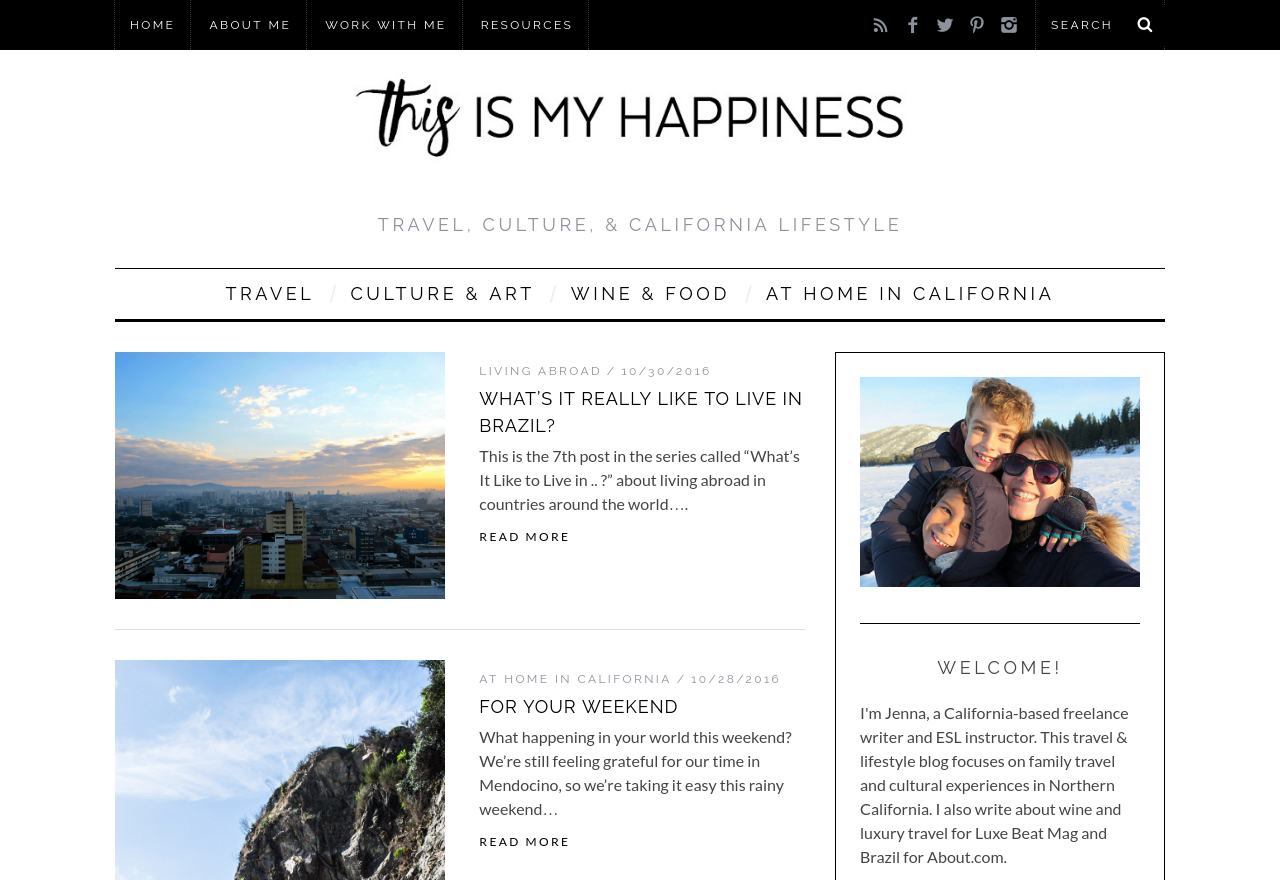 HOME ABOUT ME WORK WITH ME RESOURCES SEARCH
this IS MY HAPPINESS
TRAVEL, CULTURE, & CALIFORNIA LIFESTYLE
TRAVEL / CULTURE & ART / WINE & FOOD / AT HOME IN CALIFORNIA
LIVING ABROAD / 10/30/2016
WHAT’S IT REALLY LIKE TO LIVE IN
BRAZIL?
This is the 7th post in the series called “What’s
It Like to Live in .. ?” about living abroad in
countries around the world….
READ MORE
AT HOME IN CALIFORNIA / 10/28/2016
FOR YOUR WEEKEND
What happening in your world this weekend?
We’re still feeling grateful for our time in
Mendocino, so we’re taking it easy this rainy
weekend…
READ MORE
WELCOME!
I'm Jenna, a California-based freelance
writer and ESL instructor. This travel &
lifestyle blog focuses on family travel
and cultural experiences in Northern
California. I also write about wine and
luxury travel for Luxe Beat Mag and
Brazil for About.com.